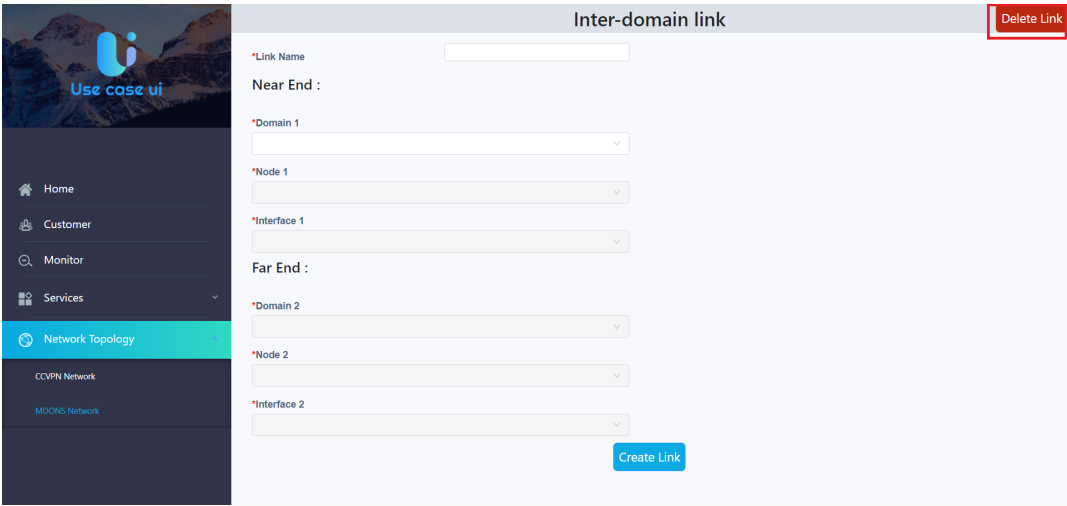 Use case ui
Home
Customer
Monitor
Services
Network Topology
CCVPN Network
MDONS Network
Inter-domain link
Delete Link
*Link Name
Near End :
*Domain 1
*Node 1
*Interface 1
Far End :
*Domain 2
*Node 2
*Interface 2
Create Link